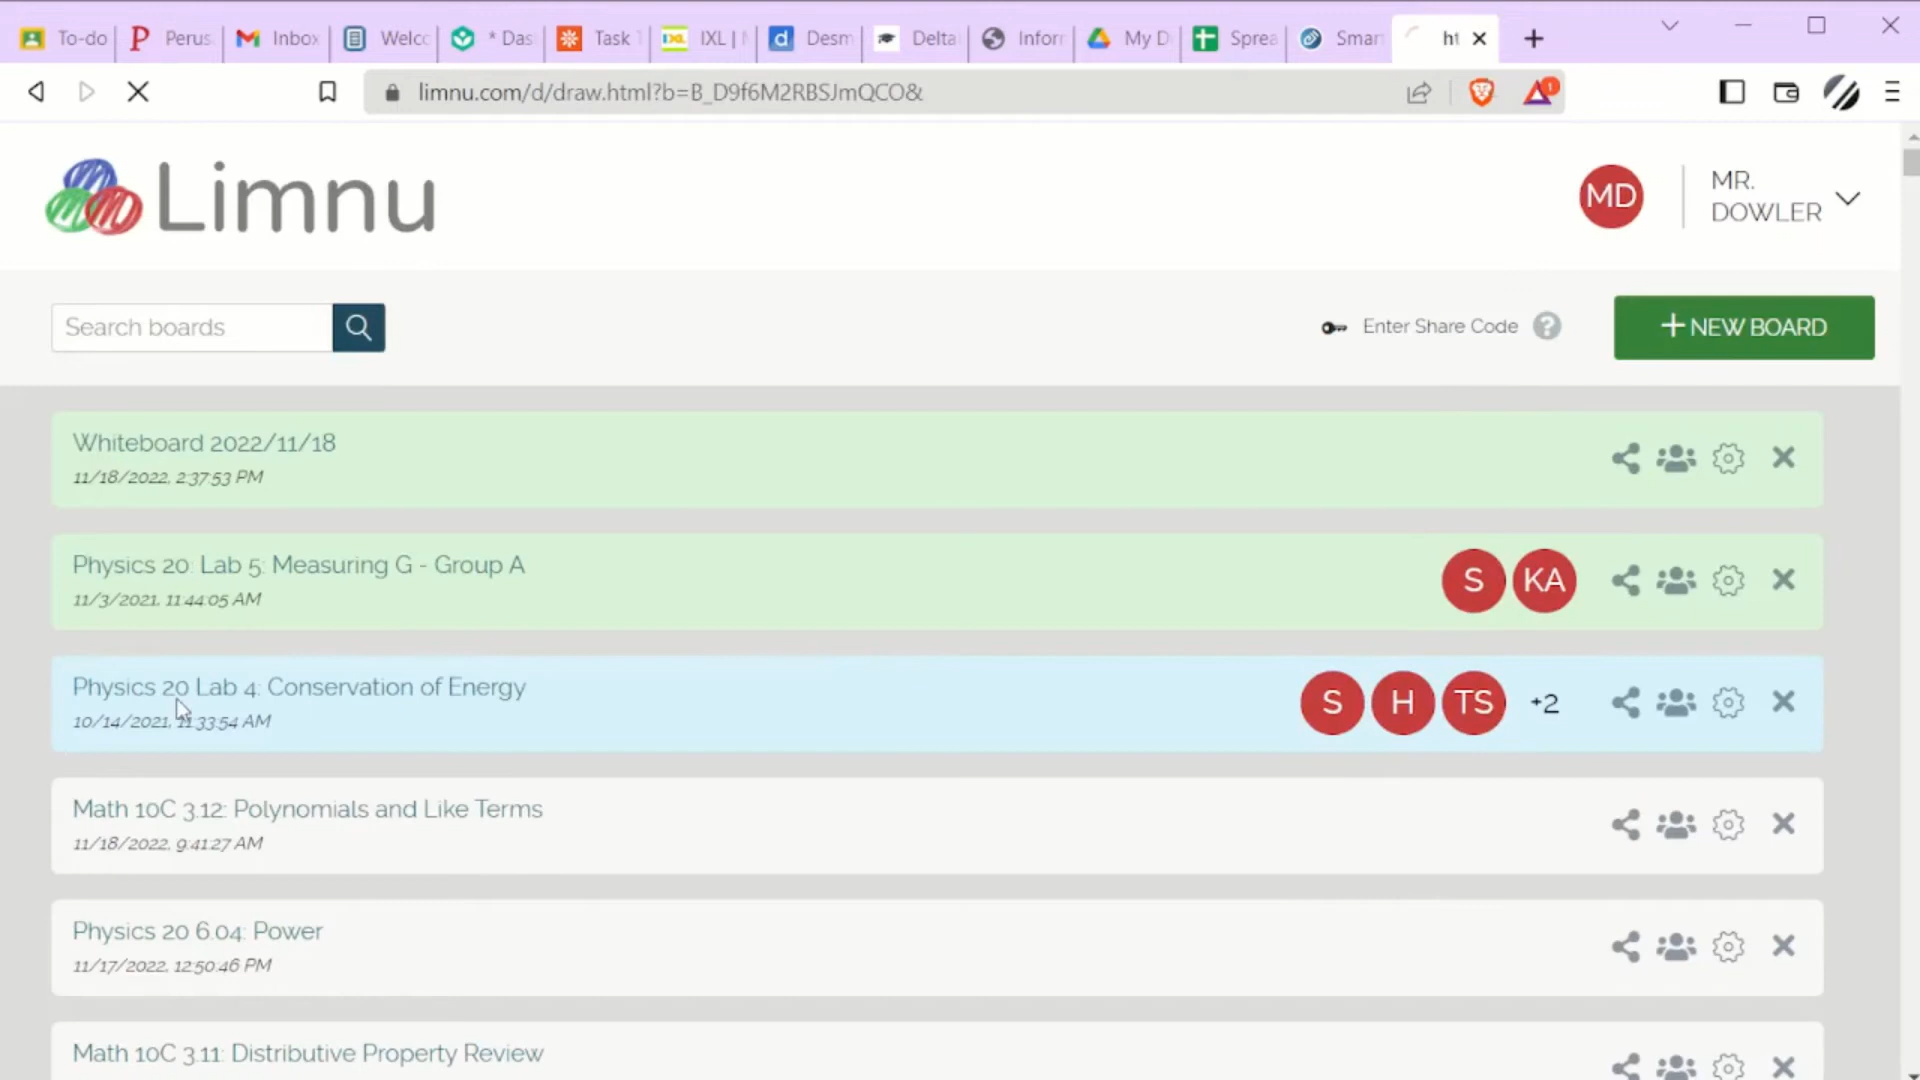 To-do
Perus
Inbox
Welcc
* Das
Task
IXL |
Desm
Delta
Inforr
My D
Sprea
Smar
ht
limnu.com/d/draw.html?b=B_D9f6M2RBSJmQCO&
1
Limnu
MD
MR.
DOWLER
Search boards
Enter Share Code ?
+ NEW BOARD
Whiteboard 2022/11/18
11/18/2022, 2:37:53 PM
Physics 20: Lab 5: Measuring G - Group A
11/3/2021, 11:44:05 AM
S KA
Physics 20 Lab 4: Conservation of Energy
10/14/2021, 11:33:54 AM
S H TS +2
Math 10C 3.12: Polynomials and Like Terms
11/18/2022, 9:41:27 AM
Physics 20 6.04: Power
11/17/2022, 12:50:46 PM
Math 10C 3.11: Distributive Property Review